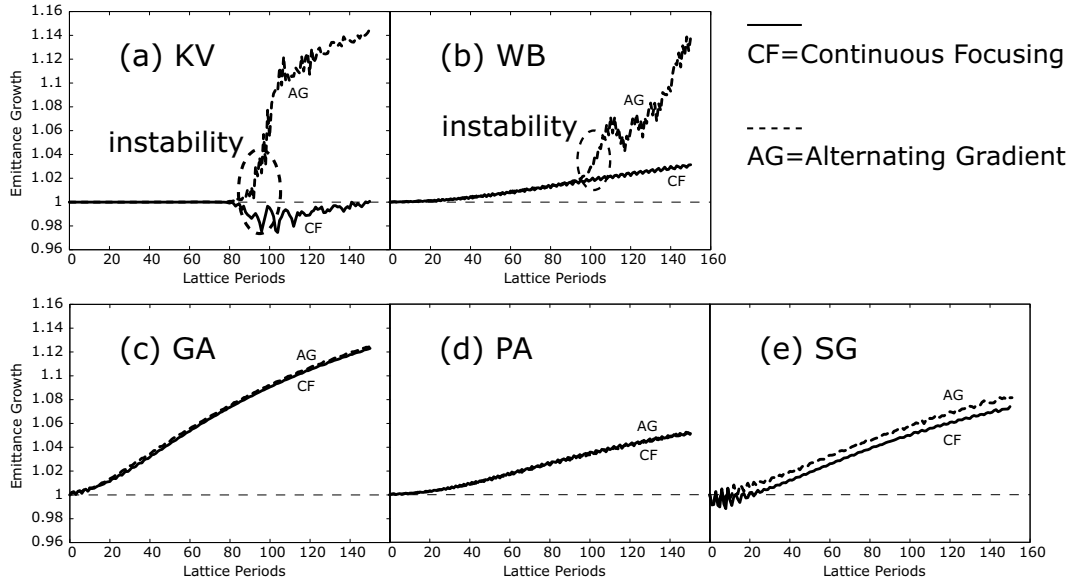 1.16
1.14
1.12
1.1
1.08
1.06
1.04
1.02
1
0.98
0.96
Emittance Growth
(a) KV
AG
instability
CF
0 20 40 60 80 100 120 140
Lattice Periods
(b) WB
AG
instability
CF
0 20 40 60 80 100 120 140 160
Lattice Periods
CF=Continuous Focusing
AG=Alternating Gradient
1.16
1.14
1.12
1.1
1.08
1.06
1.04
1.02
1
0.98
0.96
Emittance Growth
(c) GA
AG
CF
0 20 40 60 80 100 120 140
Lattice Periods
(d) PA
AG
CF
0 20 40 60 80 100 120 140
Lattice Periods
(e) SG
AG
CF
0 20 40 60 80 100 120 140 160
Lattice Periods